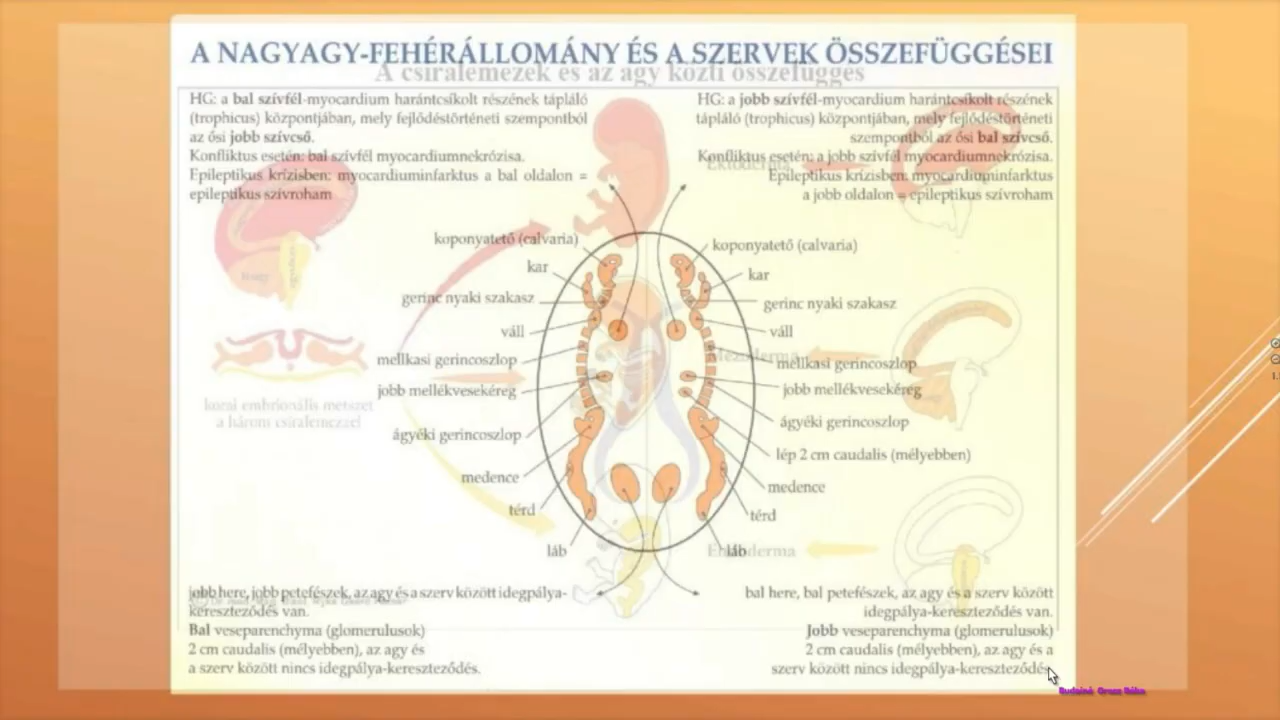 A NAGYAGY-FEHÉRÁLLOMÁNY ÉS A SZERVEK ÖSSZEFÜGGÉSEI
A csíralemezek és az agy közti összefüggés
HG: a bal szívfél-myocardium harántcsíkolt részének tápláló
(trophicus) központjában, mely fejlődéstörténeti szempontból
az ősi jobb szívcső.
Konfliktus esetén: bal szívfél myocardiumnekrózisa.
Epileptikus krízisben: myocardiuminfarktus a bal oldalon =
epileptikus szívroham
HG: a jobb szívfél-myocardium harántcsíkolt részének
tápláló (trophicus) központjában, mely fejlődéstörténeti
szempontból az ősi bal szívcső.
Konfliktus esetén: a jobb szívfél myocardiumnekrózisa.
Epileptikus krízisben: myocardiuminfarktus
a jobb oldalon = epileptikus szívroham
Ektoderma
koponyatető (calvaria)
kar
gerinc nyaki szakasz
váll
mellkasi gerincoszlop
jobb mellékvesekéreg
ágyéki gerincoszlop
medence
térd
láb
koponyatető (calvaria)
kar
gerinc nyaki szakasz
váll
Mezoderma
mellkasi gerincoszlop
jobb mellékvesekéreg
ágyéki gerincoszlop
lép 2 cm caudalis (mélyebben)
medence
térd
láb
korai embrionális metszet
a három csíralemezzel
jobb here, jobb petefészek, az agy és a szerv között idegpálya-
kereszteződés van.
Bal veseparenchyma (glomerulusok)
2 cm caudalis (mélyebben), az agy és
a szerv között nincs idegpálya-kereszteződés.
bal here, bal petefészek, az agy és a szerv között
idegpálya-kereszteződés van.
Jobb veseparenchyma (glomerulusok)
2 cm caudalis (mélyebben), az agy és a
szerv között nincs idegpálya-kereszteződés.